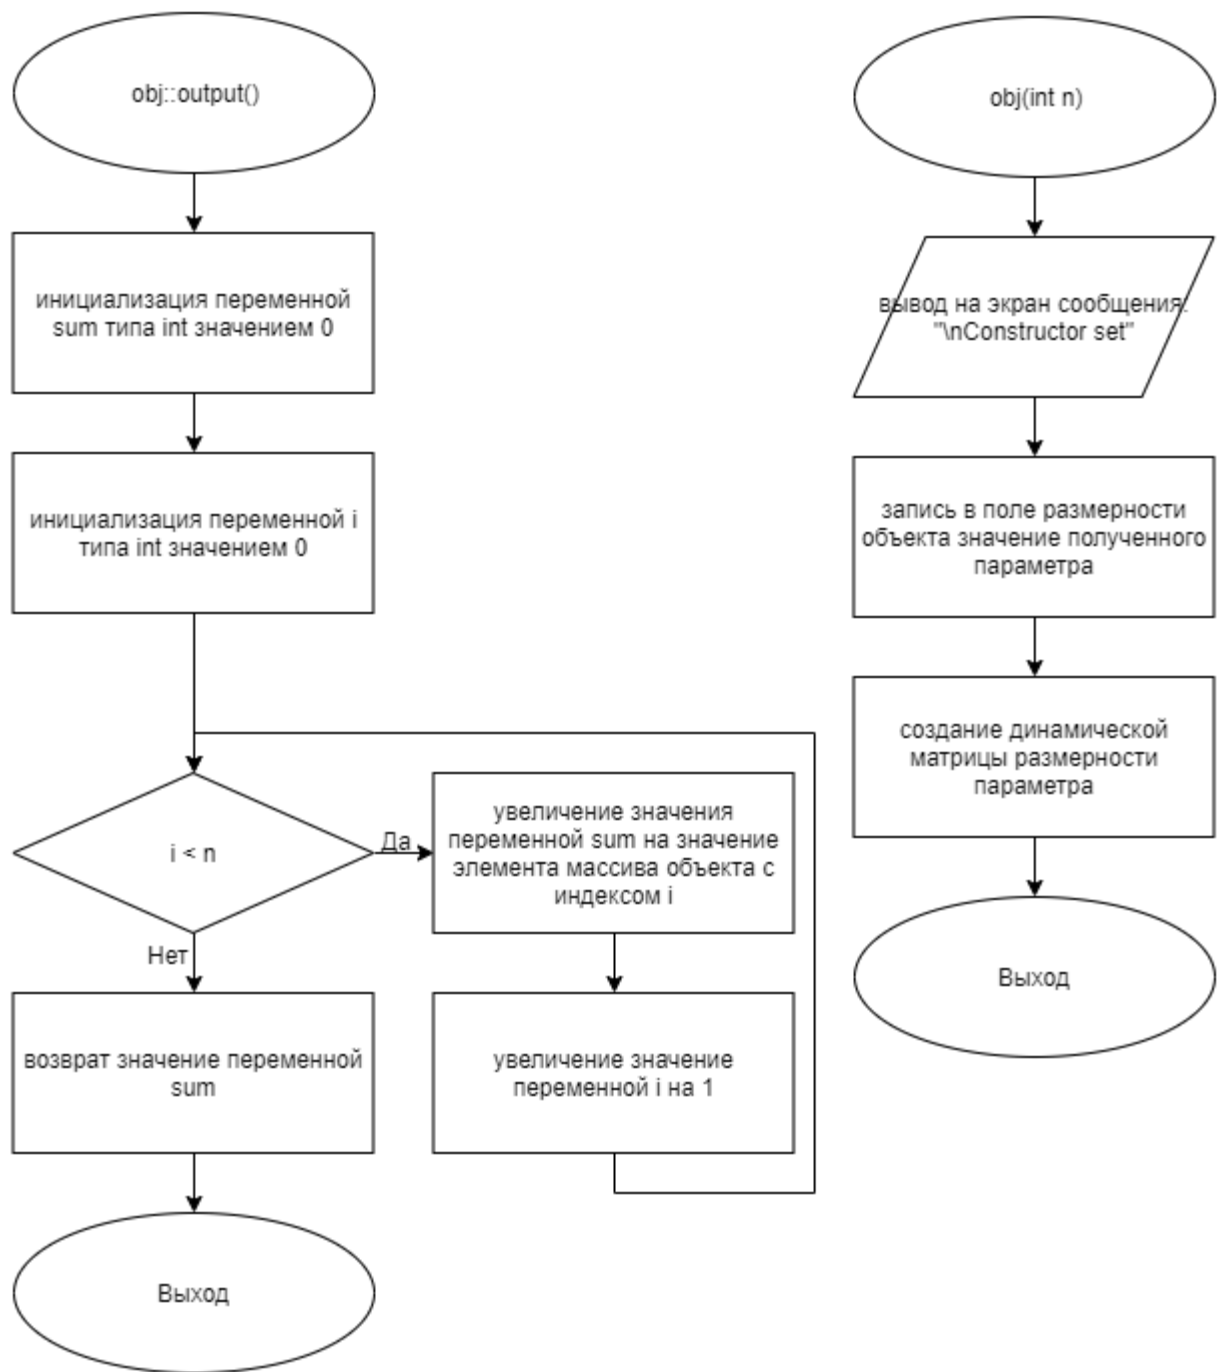 obj::output()
инициализация переменной
sum типа int значением 0
инициализация переменной i
типа int значением 0
i < n
Да
увеличение значения
переменной sum на значение
элемента массива объекта с
индексом i
Нет
возврат значение переменной
sum
увеличение значение
переменной i на 1
Выход
obj(int n)
вывод на экран сообщения:
"\nConstructor set"
запись в поле размерности
объекта значение полученного
параметра
создание динамической
матрицы размерности
параметра
Выход